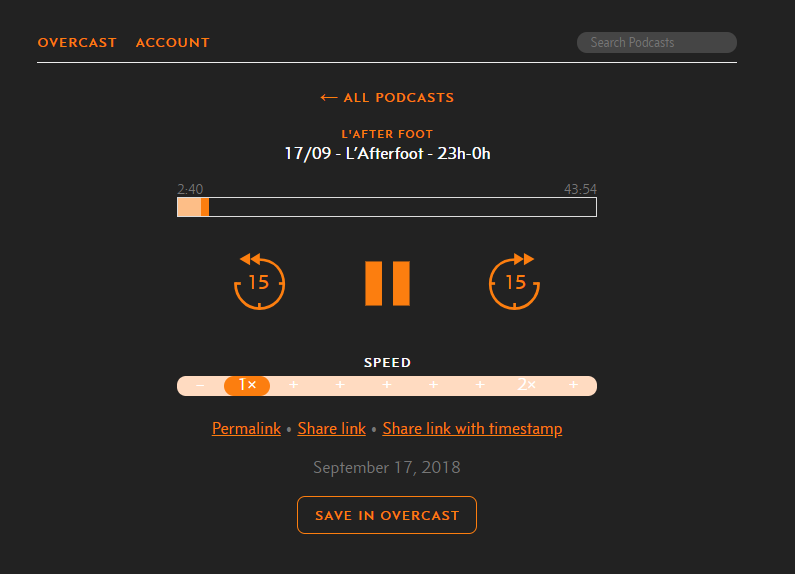 OVERCAST ACCOUNT Search Podcasts
← ALL PODCASTS
L'AFTER FOOT
17/09 - L’Afterfoot - 23h-0h
2:40 43:54
15 15
SPEED
– 1× + + + + + 2× +
Permalink • Share link • Share link with timestamp
September 17, 2018
SAVE IN OVERCAST